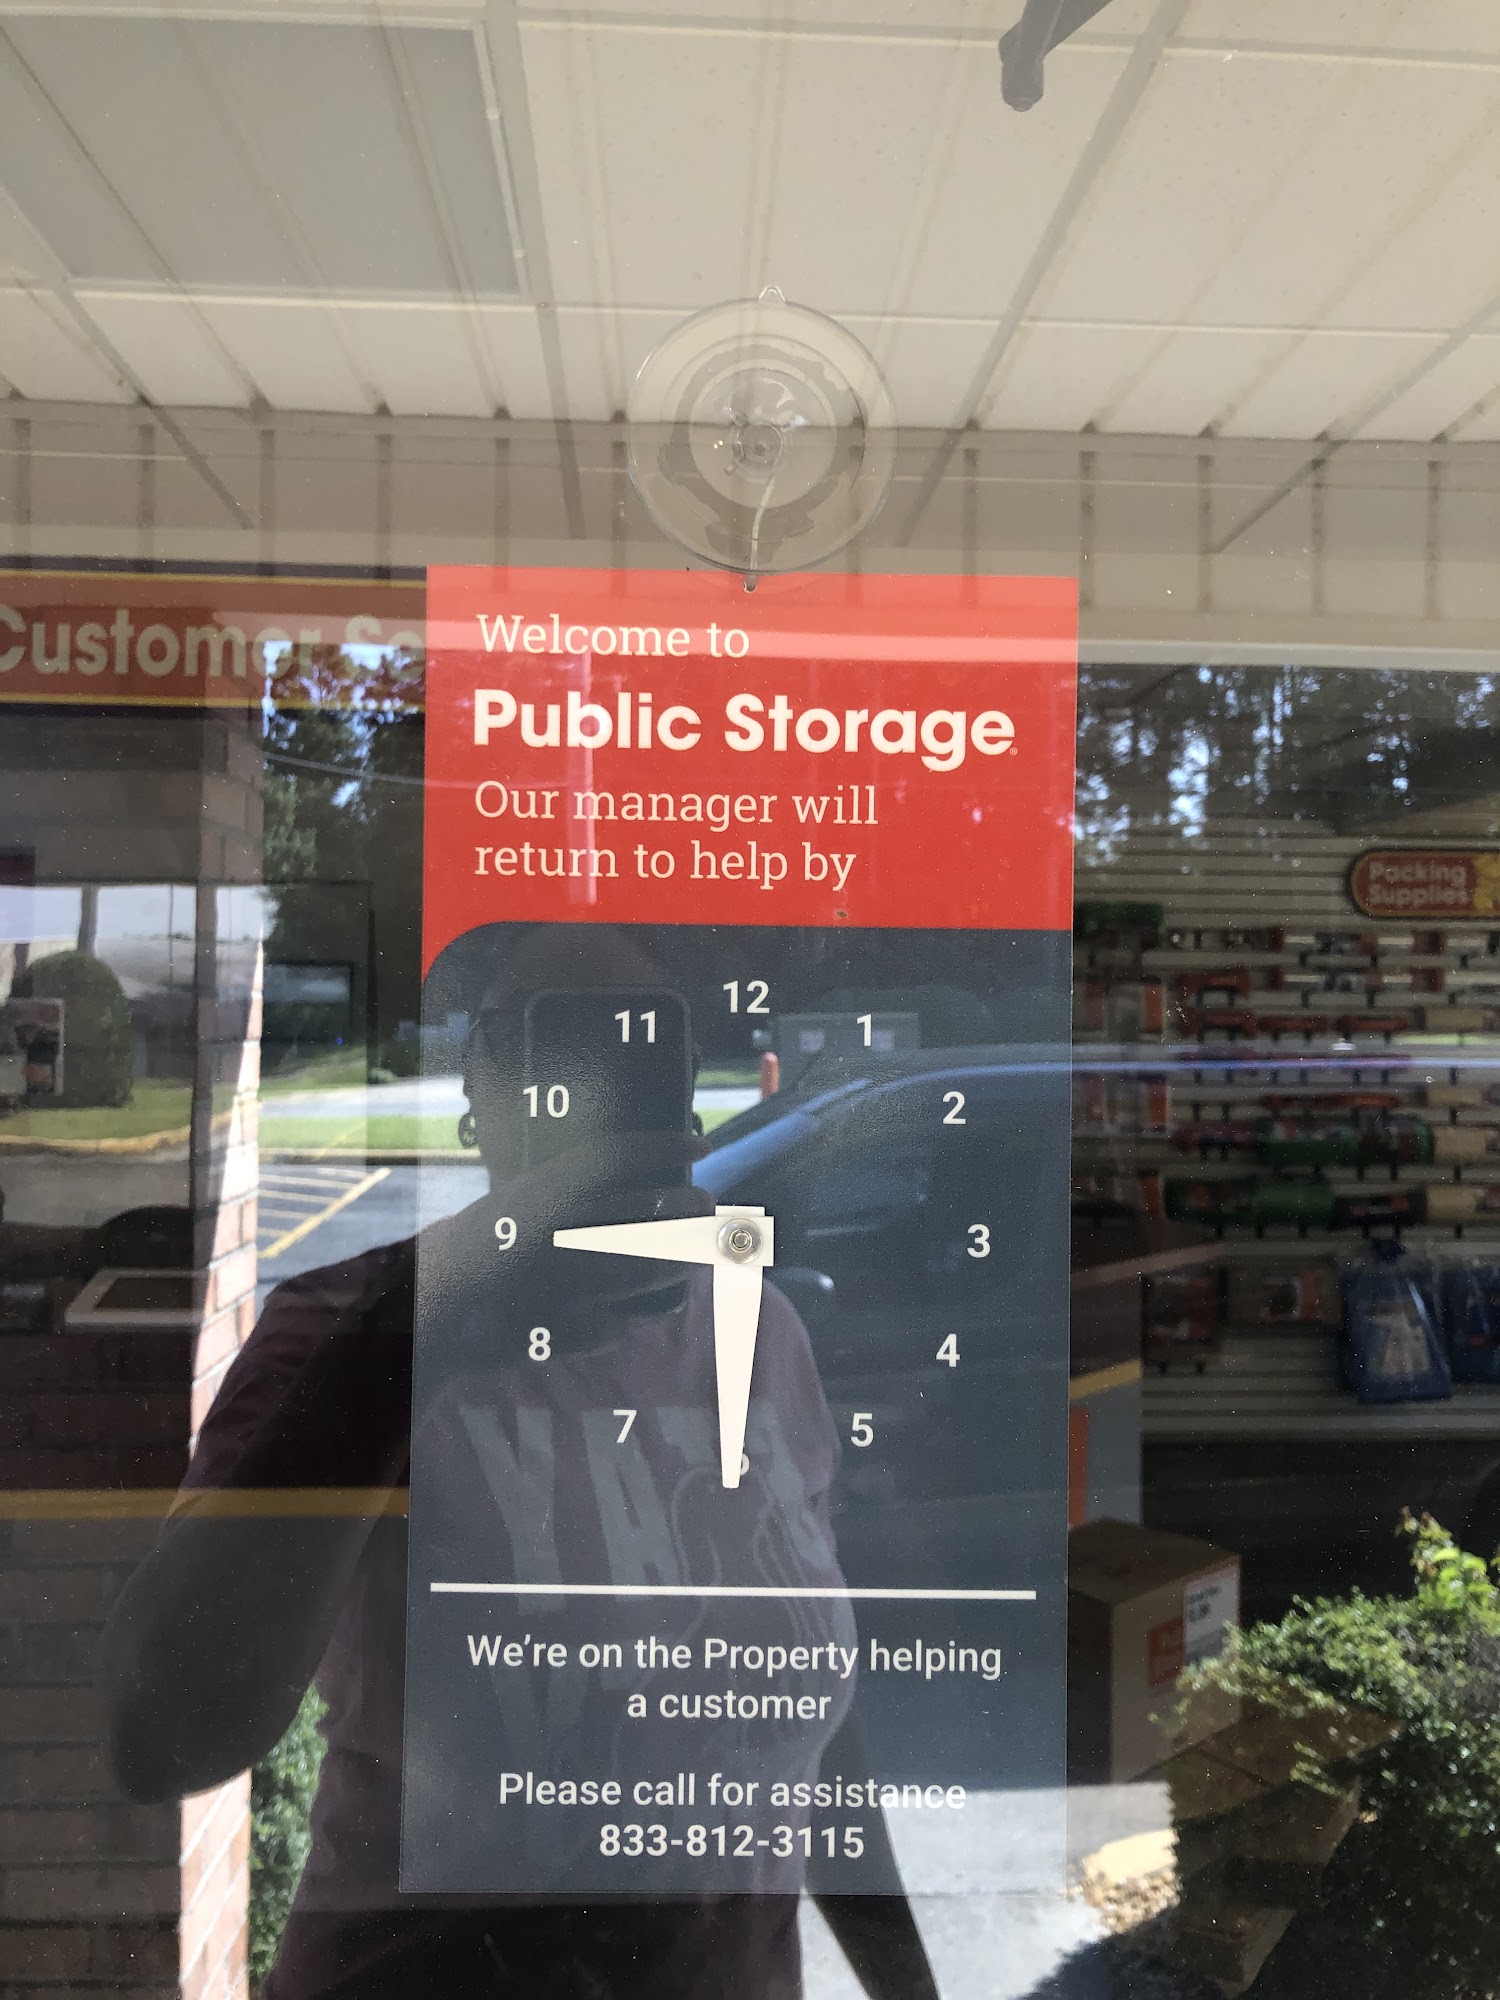 Customer Se
Welcome to
Public Storage
Our manager will
return to help by
Packing
Supplies
12
11
1
10
2
9
3
8
4
7
5
6
We're on the Property helping
a customer
Please call for assistance
833-812-3115